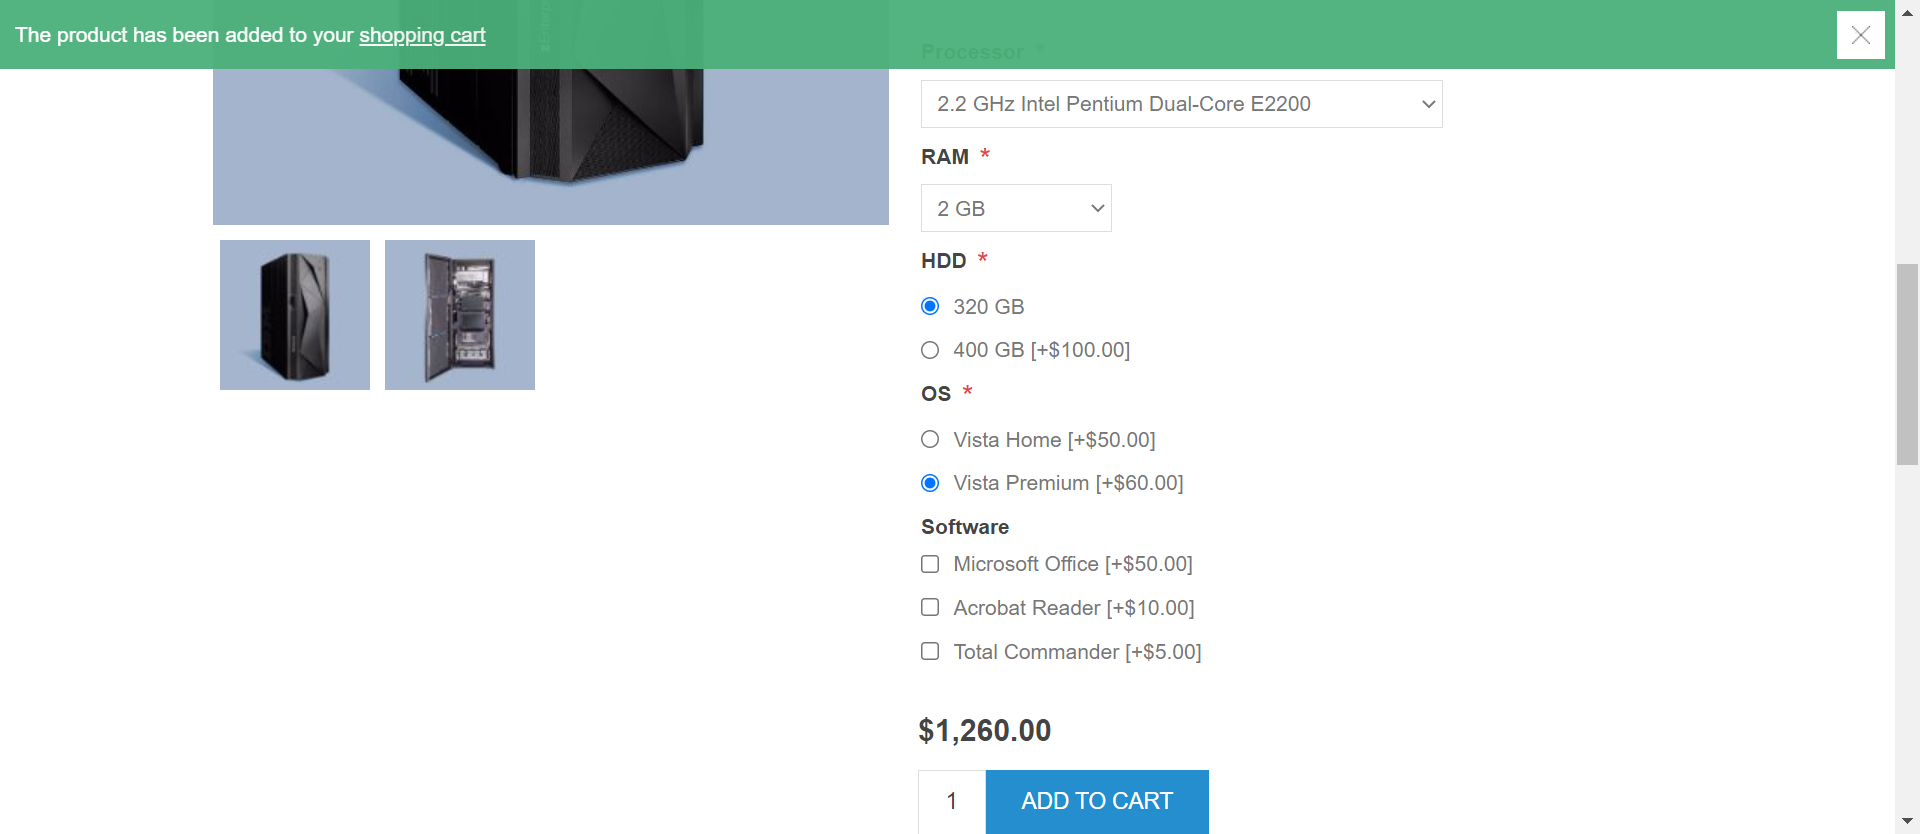 The product has been added to your shopping cart
Processor *
2.2 GHz Intel Pentium Dual-Core E2200
RAM *
2 GB
HDD *
320 GB
400 GB [+$100.00]
OS *
Vista Home [+$50.00]
Vista Premium [+$60.00]
Software
Microsoft Office [+$50.00]
Acrobat Reader [+$10.00]
Total Commander [+$5.00]
$1,260.00
1
ADD TO CART